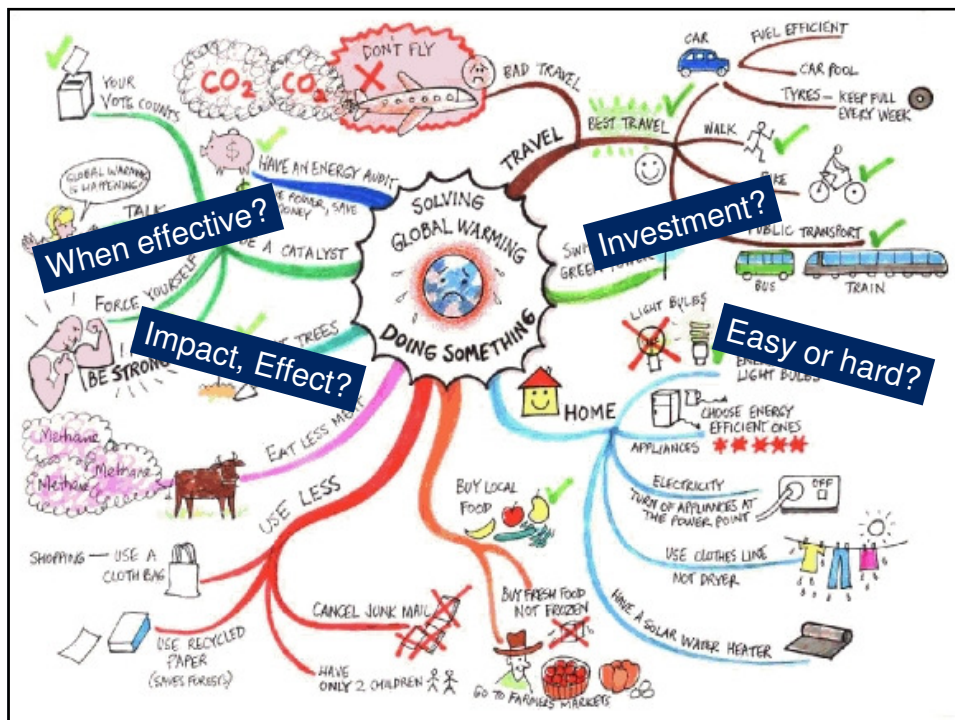 SOLVING
GLOBAL WARMING
DOING SOMETHING
TRAVEL
BAD TRAVEL
DON'T FLY
CO2
CO2
BEST TRAVEL
CAR
FUEL EFFICIENT
CAR POOL
TYRES — KEEP FULL
EVERY WEEK
WALK
PUBLIC TRANSPORT
BUS
TRAIN
Investment?
GREEN
HOME
LIGHT BULBS
Easy or hard?
LIGHT BULBS
CHOOSE ENERGY
EFFICIENT ONES
APPLIANCES
ELECTRICITY
TURN OF APPLIANCES AT
THE POWER POINT
OFF
USE CLOTHES LINE
NOT DRYER
HAVE A SOLAR WATER HEATER
BUY LOCAL
FOOD
BUY FRESH FOOD
NOT FROZEN
GO TO FARMERS MARKETS
USE LESS
SHOPPING — USE A
CLOTH BAG
USE RECYCLED
PAPER
(SAVES FORESTS)
CANCEL JUNK MAIL
HAVE
ONLY 2 CHILDREN
EAT LESS MEAT
Methane
Methane
Methane
TREES
Impact, Effect?
A CATALYST
When effective?
YOUR
VOTE COUNTS
GLOBAL WARMING
IS HAPPENING!
TALK
FORCE YOURSELF
BE STRONG
HAVE AN ENERGY AUDIT
POWER, SAVE
$